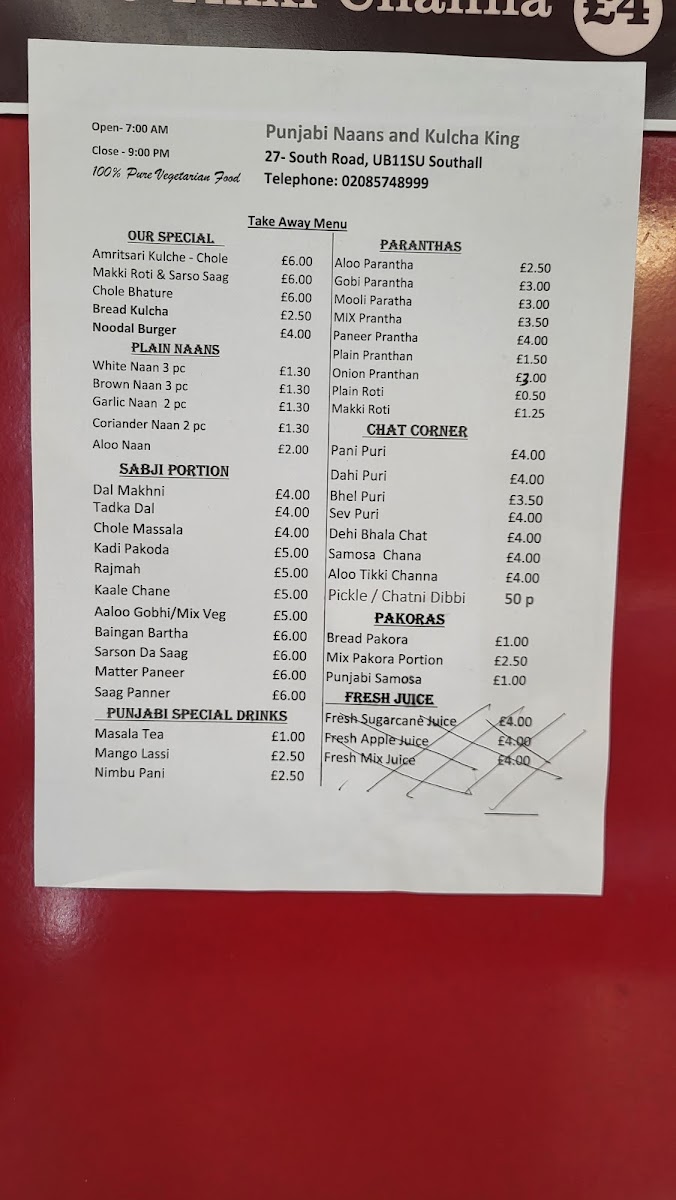 Tikki Channa £4
Open- 7:00 AM
Close - 9:00 PM
100% Pure Vegetarian Food
Punjabi Naans and Kulcha King
27- South Road, UB11SU Southall
Telephone: 02085748999
Take Away Menu
OUR SPECIAL
Amritsari Kulche - Chole £6.00
Makki Roti & Sarso Saag £6.00
Chole Bhature £6.00
Bread Kulcha £2.50
Noodal Burger £4.00
PLAIN NAANS
White Naan 3 pc £1.30
Brown Naan 3 pc £1.30
Garlic Naan 2 pc £1.30
Coriander Naan 2 pc £1.30
Aloo Naan £2.00
SABJI PORTION
Dal Makhni £4.00
Tadka Dal £4.00
Chole Massala £4.00
Kadi Pakoda £5.00
Rajmah £5.00
Kaale Chane £5.00
Aaloo Gobhi/Mix Veg £5.00
Baingan Bartha £6.00
Sarson Da Saag £6.00
Matter Paneer £6.00
Saag Panner £6.00
PUNJABI SPECIAL DRINKS
Masala Tea £1.00
Mango Lassi £2.50
Nimbu Pani £2.50
PARANTHAS
Aloo Parantha £2.50
Gobi Parantha £3.00
Mooli Paratha £3.00
MIX Prantha £3.50
Paneer Prantha £4.00
Plain Pranthan £1.50
Onion Pranthan £3.00
Plain Roti £0.50
Makki Roti £1.25
CHAT CORNER
Pani Puri £4.00
Dahi Puri £4.00
Bhel Puri £3.50
Sev Puri £4.00
Dehi Bhala Chat £4.00
Samosa Chana £4.00
Aloo Tikki Channa £4.00
Pickle / Chatni Dibbi 50 p
PAKORAS
Bread Pakora £1.00
Mix Pakora Portion £2.50
Punjabi Samosa £1.00
FRESH JUICE
Fresh Sugarcane Juice £4.00
Fresh Apple Juice £4.00
Fresh Mix Juice £4.00